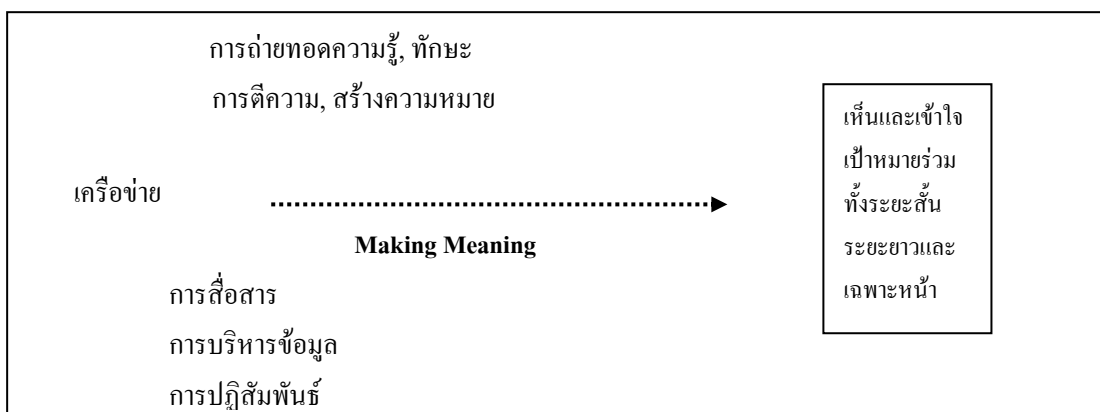 การถ่ายทอดความรู้, ทักษะ
การตีความ, สร้างความหมาย
เครือข่าย
Making Meaning
การสื่อสาร
การบริหารข้อมูล
การปฏิสัมพันธ์
เห็นและเข้าใจ
เป้าหมายร่วม
ทั้งระยะสั้น
ระยะยาวและ
เฉพาะหน้า